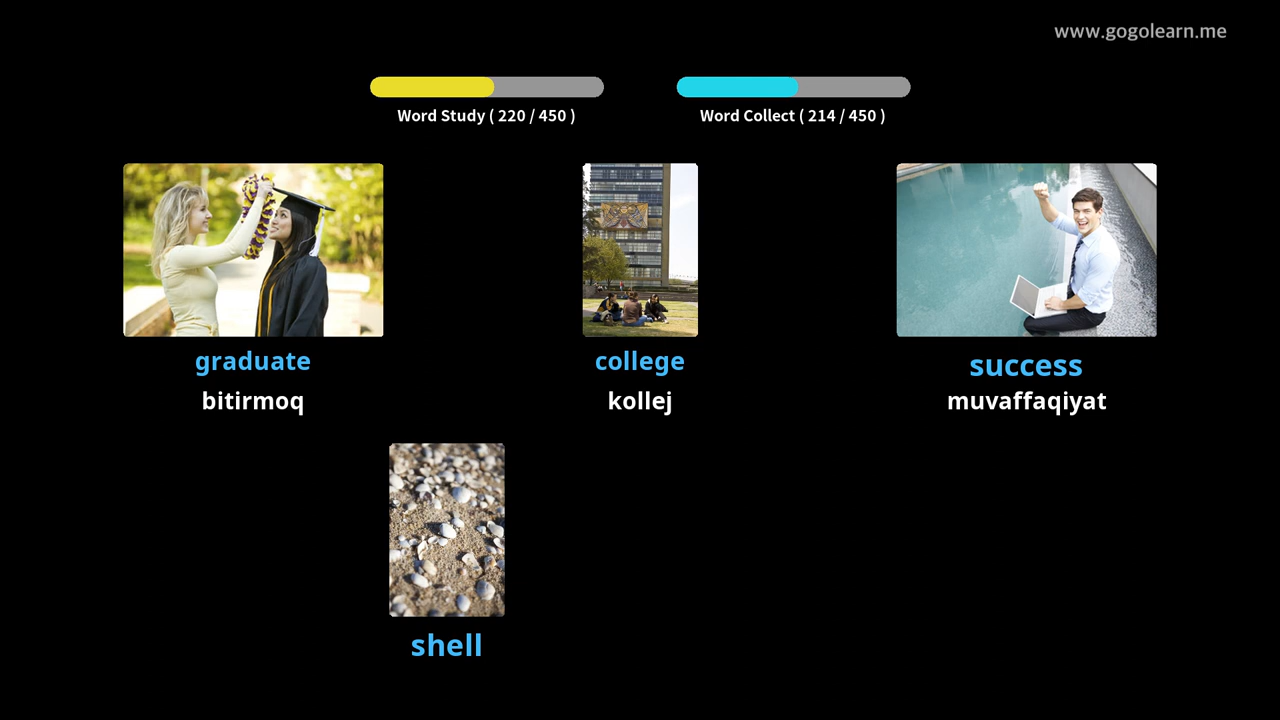 www.gogolearn.me
Word Study ( 220 / 450 )
Word Collect ( 214 / 450 )
graduate
bitirmoq
college
kollej
success
muvaffaqiyat
shell